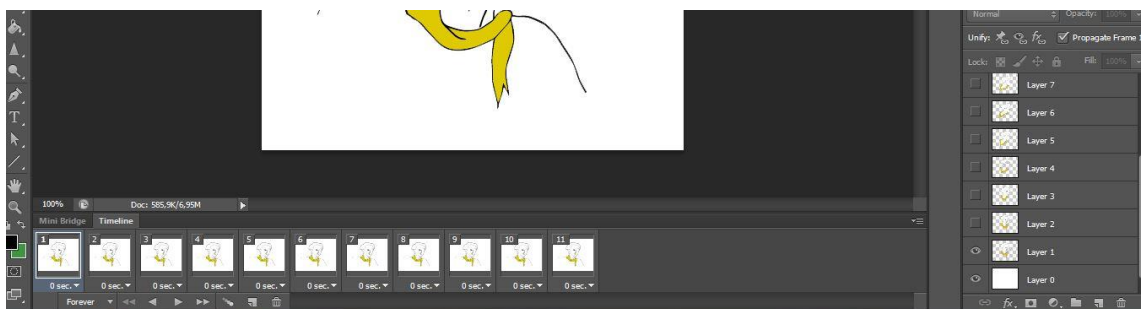 Normal Opacity: 100%
Unify: Propagate Frame 1
Lock: Fill: 100%
Layer 7
Layer 6
Layer 5
Layer 4
Layer 3
Layer 2
Layer 1
Layer 0
100% Doc: 585,9K/6,95M
Mini Bridge Timeline
1 2 3 4 5 6 7 8 9 10 11
0 sec. 0 sec. 0 sec. 0 sec. 0 sec. 0 sec. 0 sec. 0 sec. 0 sec. 0 sec. 0 sec.
Forever
fx